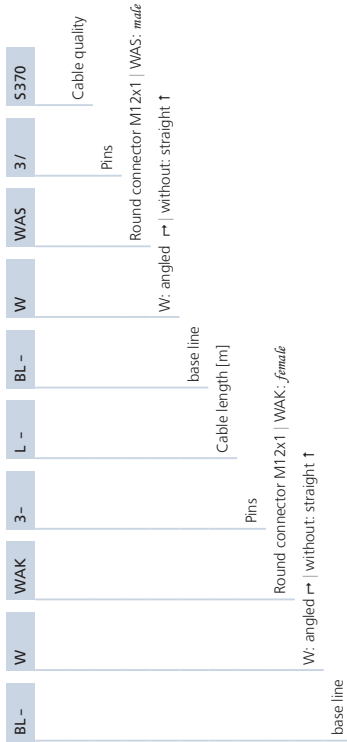 BL –
W
WAK
3–
L –
BL –
W
WAS
3/
S370
Cable quality
Pins
Round connector M12x1 | WAS: male
W: angled ↱ | without: straight ↑
base line
Cable length [m]
Pins
Round connector M12x1 | WAK: female
W: angled ↱ | without: straight ↑
base line